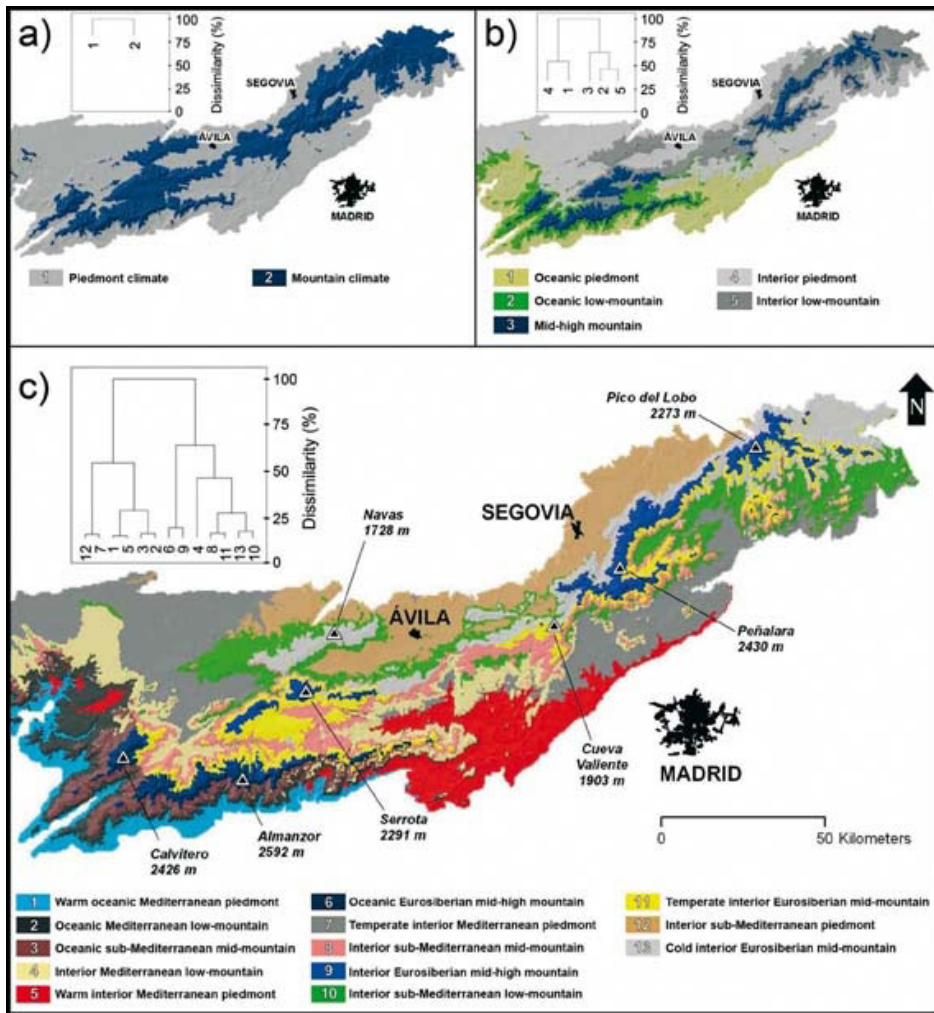 a)
1
2
0
25
50
75
100
Dissimilarity (%)
SEGOVIA
ÁVILA
MADRID
1 Piedmont climate
2 Mountain climate
b)
4 1 3 2 5
0
25
50
75
100
Dissimilarity (%)
SEGOVIA
ÁVILA
MADRID
1 Oceanic piedmont
2 Oceanic low-mountain
3 Mid-high mountain
4 Interior piedmont
5 Interior low-mountain
c)
100
75
50
25
0
Dissimilarity (%)
12 7 1 5 3 2 6 9 4 8 11 13 10
Pico del Lobo
2273 m
N
SEGOVIA
Navas
1728 m
ÁVILA
Peñalara
2430 m
Cueva
Valiente
1903 m
MADRID
Serrota
2291 m
Almanzor
2592 m
Calvitero
2426 m
0 50 Kilometers
1 Warm oceanic Mediterranean piedmont
2 Oceanic Mediterranean low-mountain
3 Oceanic sub-Mediterranean mid-mountain
4 Interior Mediterranean low-mountain
5 Warm interior Mediterranean piedmont
6 Oceanic Eurosiberian mid-high mountain
7 Temperate interior Mediterranean piedmont
8 Interior sub-Mediterranean mid-mountain
9 Interior Eurosiberian mid-high mountain
10 Interior sub-Mediterranean low-mountain
11 Temperate interior Eurosiberian mid-mountain
12 Interior sub-Mediterranean piedmont
13 Cold interior Eurosiberian mid-mountain